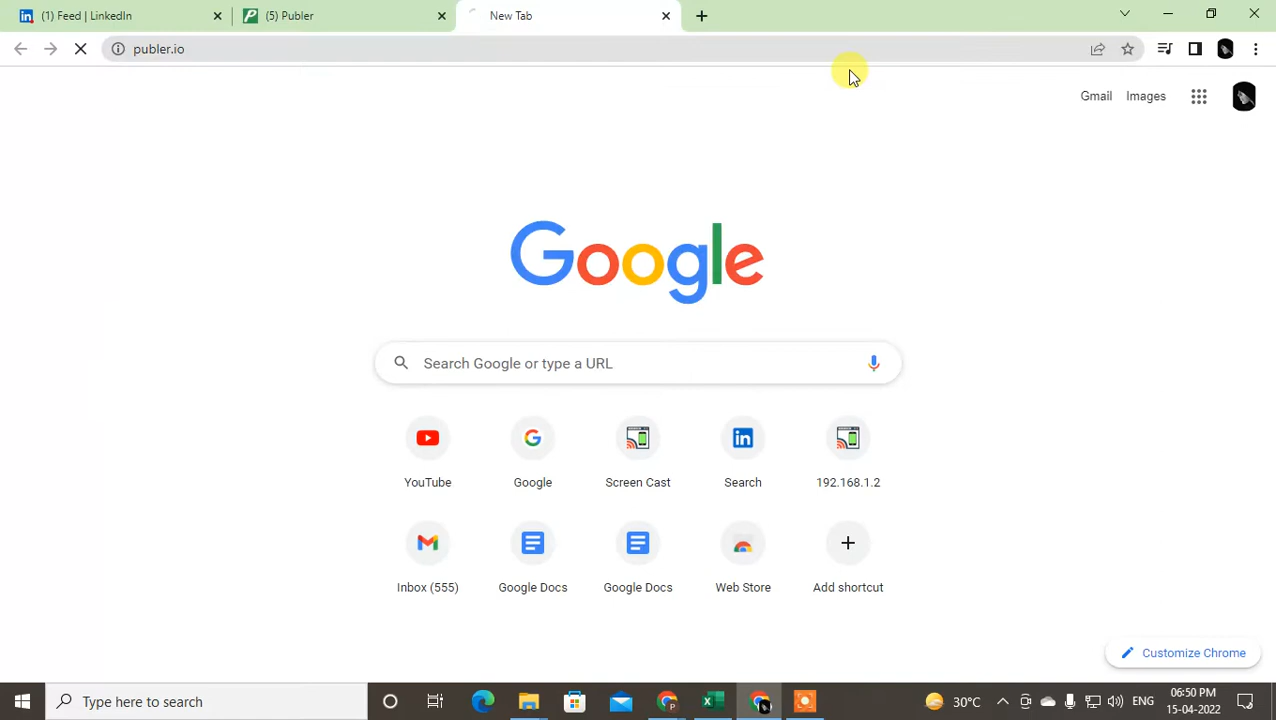 (1) Feed | LinkedIn
(5) Publer
New Tab
publer.io
Gmail
Images
Google
Search Google or type a URL
YouTube
Google
Screen Cast
Search
192.168.1.2
Inbox (555)
Google Docs
Google Docs
Web Store
Add shortcut
Customize Chrome
Type here to search
30°C
ENG
06:50 PM
15-04-2022